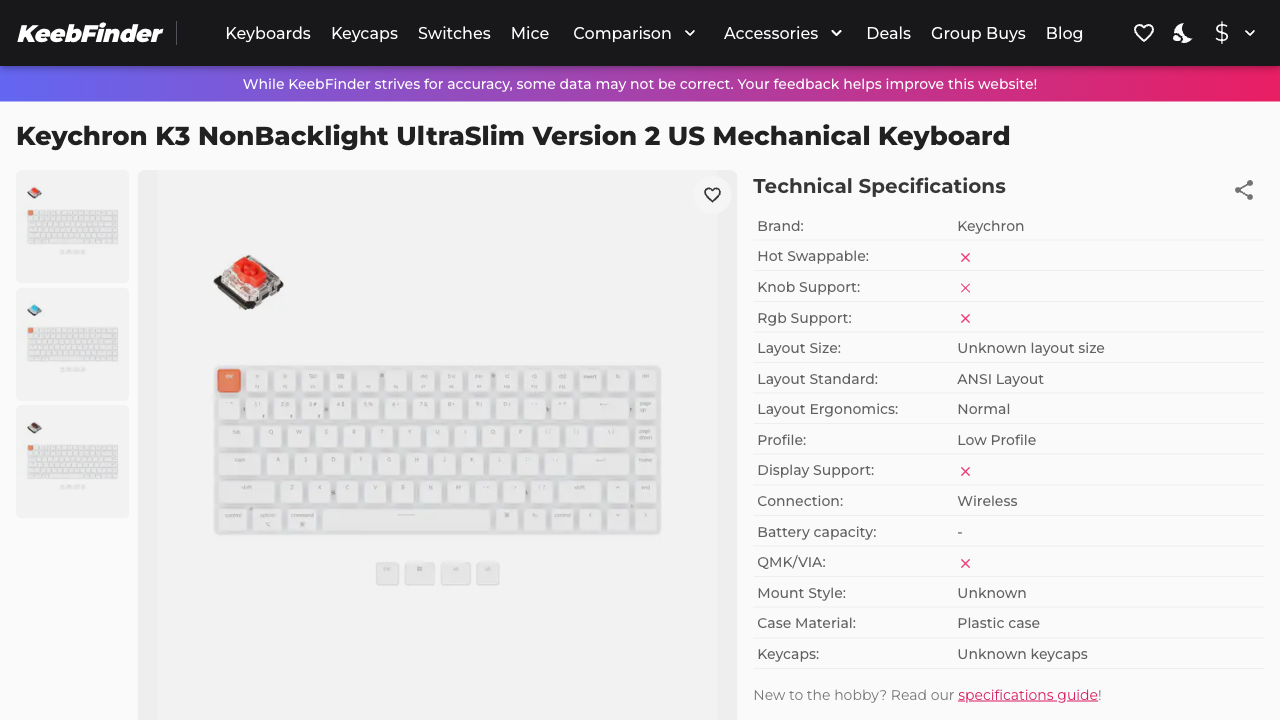 KeebFinder
Keyboards Keycaps Switches Mice Comparison Accessories Deals Group Buys Blog
While KeebFinder strives for accuracy, some data may not be correct. Your feedback helps improve this website!
Keychron K3 NonBacklight UltraSlim Version 2 US Mechanical Keyboard
Technical Specifications
Brand: Keychron
Hot Swappable:
Knob Support:
Rgb Support:
Layout Size: Unknown layout size
Layout Standard: ANSI Layout
Layout Ergonomics: Normal
Profile: Low Profile
Display Support:
Connection: Wireless
Battery capacity: -
QMK/VIA:
Mount Style: Unknown
Case Material: Plastic case
Keycaps: Unknown keycaps
New to the hobby? Read our specifications guide!